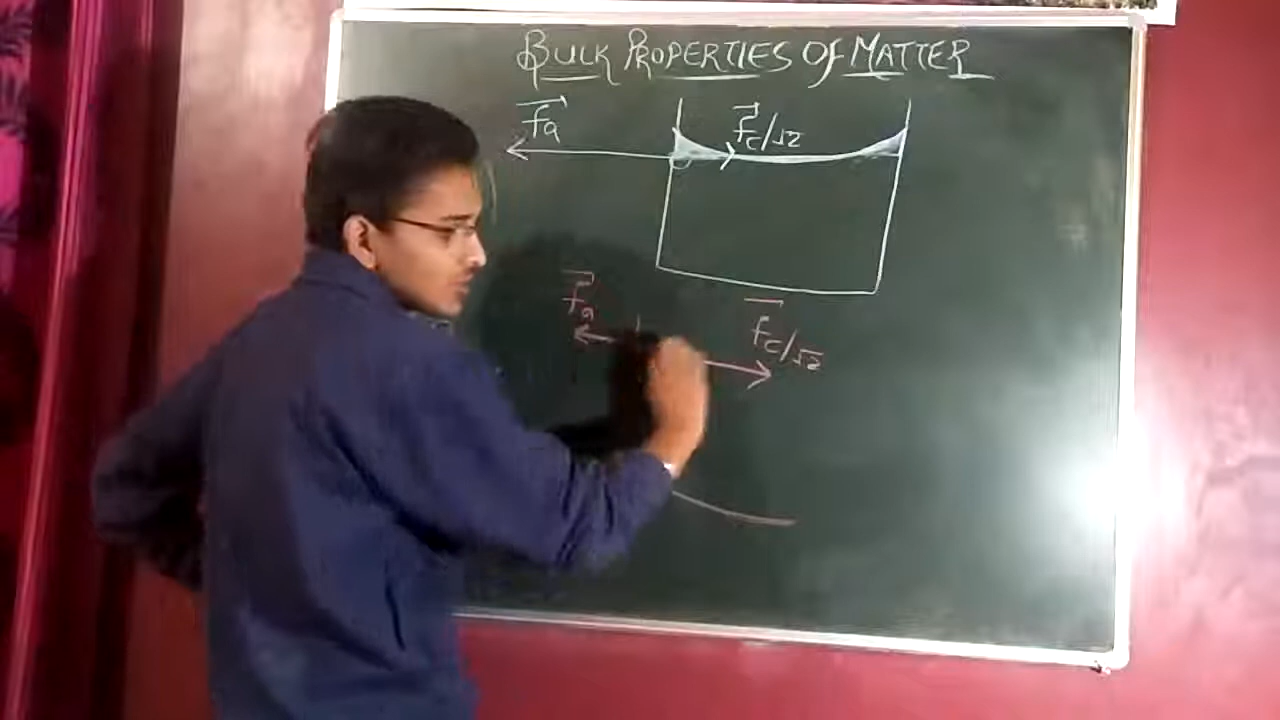 BULK PROPERTIES OF MATTER
fa
fc/√2
fa
fc/√2